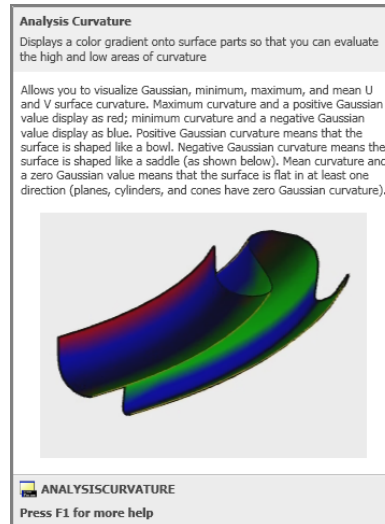 Analysis Curvature
Displays a color gradient onto surface parts so that you can evaluate
the high and low areas of curvature
Allows you to visualize Gaussian, minimum, maximum, and mean U
and V surface curvature. Maximum curvature and a positive Gaussian
value display as red; minimum curvature and a negative Gaussian
value display as blue. Positive Gaussian curvature means that the
surface is shaped like a bowl. Negative Gaussian curvature means the
surface is shaped like a saddle (as shown below). Mean curvature and
a zero Gaussian value means that the surface is flat in at least one
direction (planes, cylinders, and cones have zero Gaussian curvature).
ANALYSISCURVATURE
Press F1 for more help